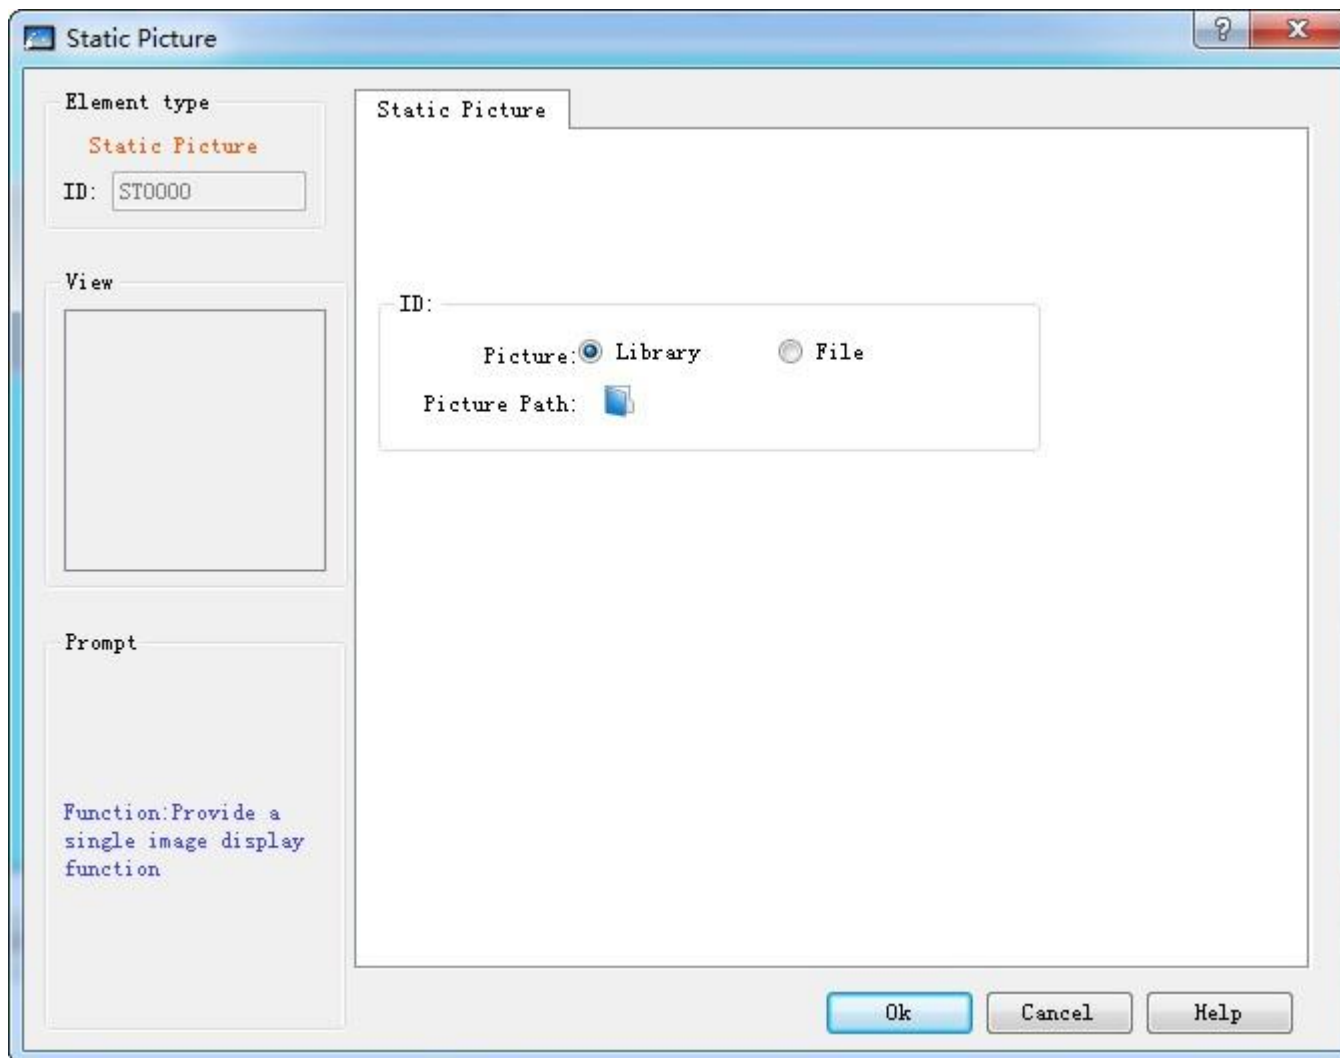 Static Picture
Element type
Static Picture
ID: ST0000
View
Prompt
Function:Provide a
single image display
function
Static Picture
ID:
Picture: Library File
Picture Path:
Ok Cancel Help